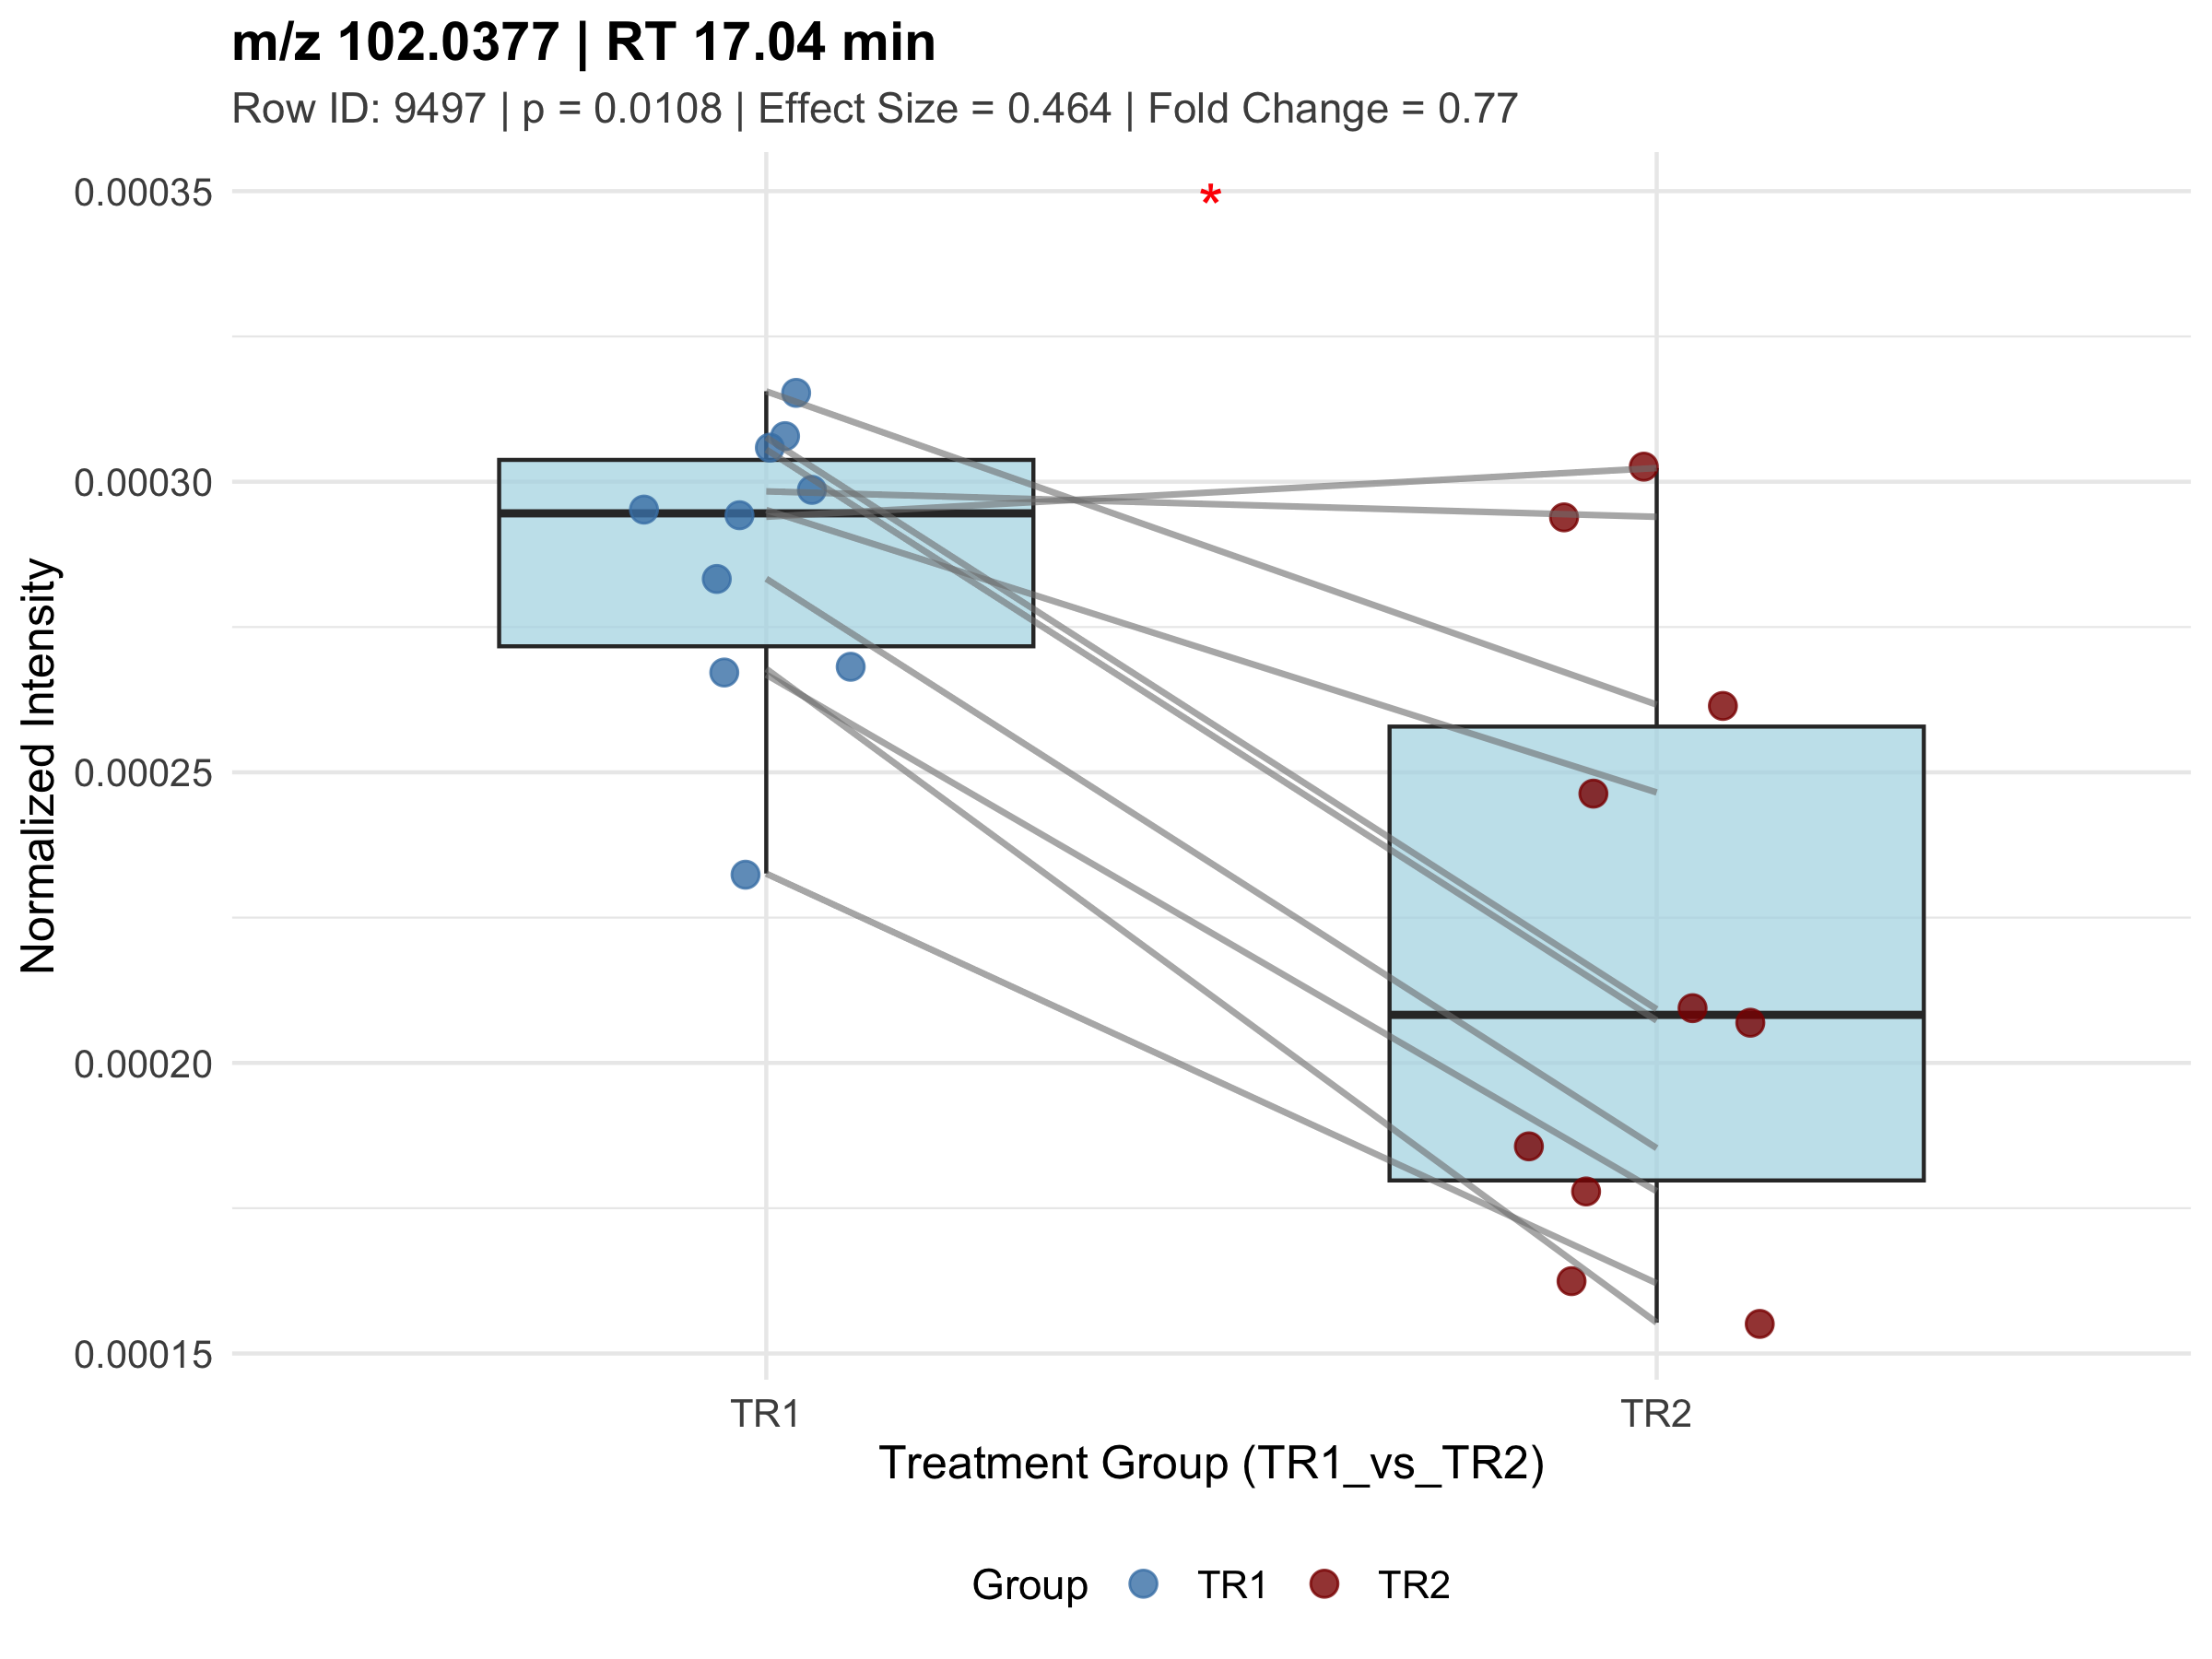 m/z 102.0377 | RT 17.04 min
Row ID: 9497 | p = 0.0108 | Effect Size = 0.464 | Fold Change = 0.77
*
0.00035
0.00030
0.00025
0.00020
0.00015
Normalized Intensity
TR1 TR2
Treatment Group (TR1_vs_TR2)
Group TR1 TR2